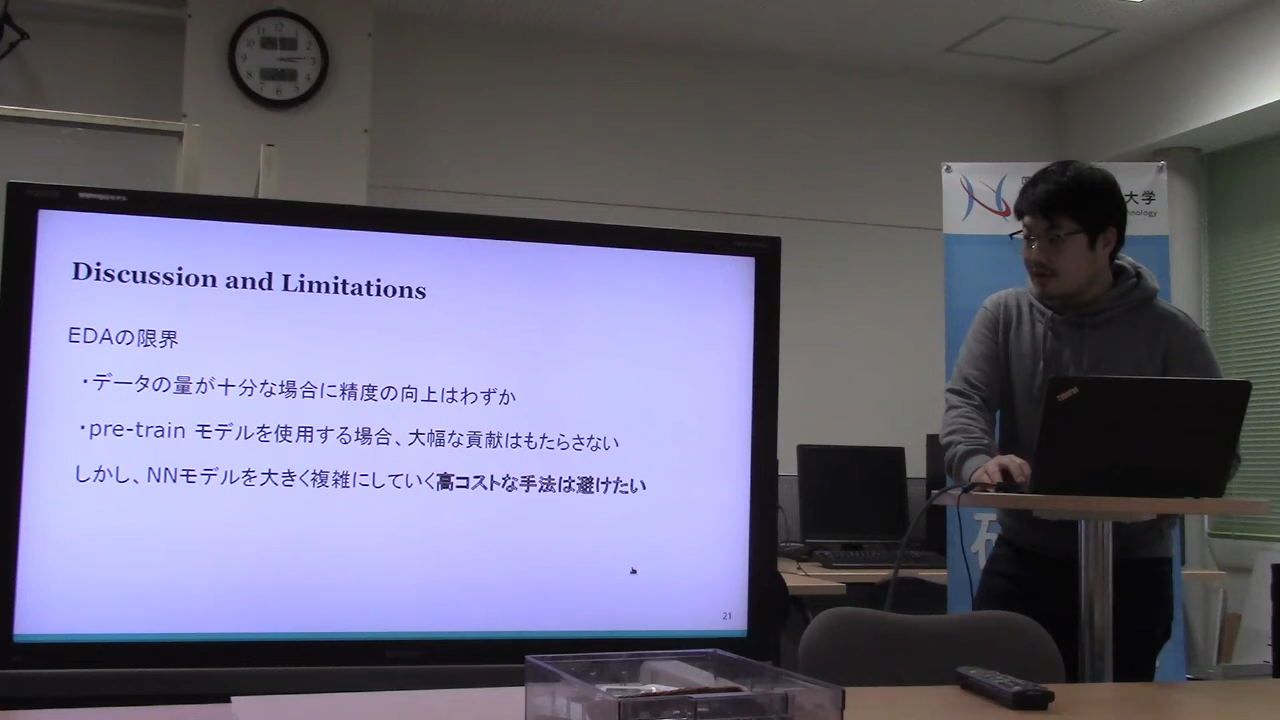 Discussion and Limitations
EDAの限界
・データの量が十分な場合に精度の向上はわずか
・pre-train モデルを使用する場合、大幅な貢献はもたらさない
しかし、NNモデルを大きく複雑にしていく高コストな手法は避けたい
21
大学
ThinkPad